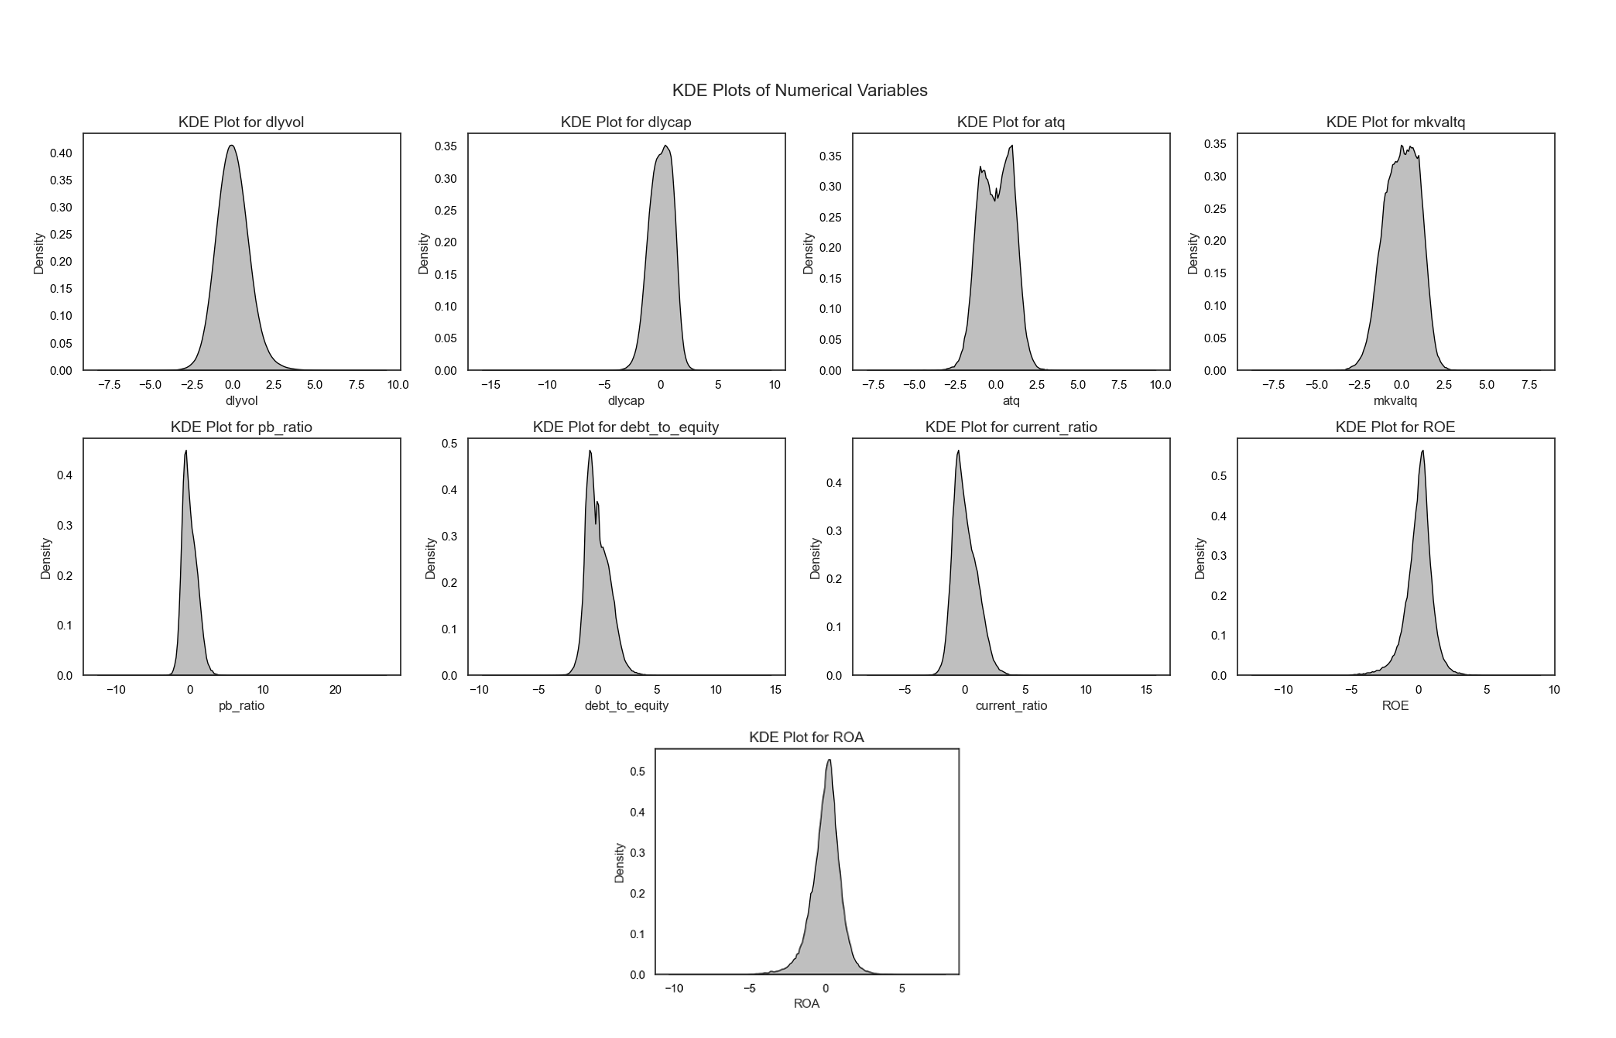 KDE Plots of Numerical Variables
KDE Plot for dlyvol
0.40
0.35
0.30
0.25
0.20
0.15
0.10
0.05
0.00
Density
−7.5 −5.0 −2.5 0.0 2.5 5.0 7.5 10.0
dlyvol
KDE Plot for dlycap
0.35
0.30
0.25
0.20
0.15
0.10
0.05
0.00
Density
−15 −10 −5 0 5 10
dlycap
KDE Plot for atq
0.35
0.30
0.25
0.20
0.15
0.10
0.05
0.00
Density
−7.5 −5.0 −2.5 0.0 2.5 5.0 7.5 10.0
atq
KDE Plot for mkvaltq
0.35
0.30
0.25
0.20
0.15
0.10
0.05
0.00
Density
−7.5 −5.0 −2.5 0.0 2.5 5.0 7.5
mkvaltq
KDE Plot for pb_ratio
0.4
0.3
0.2
0.1
0.0
Density
−10 0 10 20
pb_ratio
KDE Plot for debt_to_equity
0.5
0.4
0.3
0.2
0.1
0.0
Density
−10 −5 0 5 10 15
debt_to_equity
KDE Plot for current_ratio
0.4
0.3
0.2
0.1
0.0
Density
−5 0 5 10 15
current_ratio
KDE Plot for ROE
0.5
0.4
0.3
0.2
0.1
0.0
Density
−10 −5 0 5 10
ROE
KDE Plot for ROA
0.5
0.4
0.3
0.2
0.1
0.0
Density
−10 −5 0 5
ROA